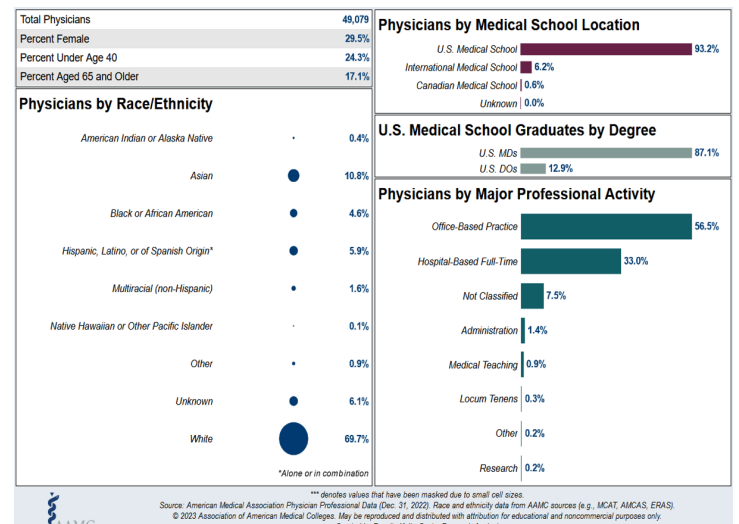 Total Physicians 49,079
Percent Female 29.5%
Percent Under Age 40 24.3%
Percent Aged 65 and Older 17.1%
Physicians by Race/Ethnicity
American Indian or Alaska Native 0.4%
Asian 10.8%
Black or African American 4.6%
Hispanic, Latino, or of Spanish Origin* 5.9%
Multiracial (non-Hispanic) 1.6%
Native Hawaiian or Other Pacific Islander 0.1%
Other 0.9%
Unknown 6.1%
White 69.7%
*Alone or in combination
Physicians by Medical School Location
U.S. Medical School 93.2%
International Medical School 6.2%
Canadian Medical School 0.6%
Unknown 0.0%
U.S. Medical School Graduates by Degree
U.S. MDs 87.1%
U.S. DOs 12.9%
Physicians by Major Professional Activity
Office-Based Practice 56.5%
Hospital-Based Full-Time 33.0%
Not Classified 7.5%
Administration 1.4%
Medical Teaching 0.9%
Locum Tenens 0.3%
Other 0.2%
Research 0.2%
*** denotes values that have been masked due to small cell sizes.
Source: American Medical Association Physician Professional Data (Dec. 31, 2022). Race and ethnicity data from AAMC sources (e.g., MCAT, AMCAS, ERAS).
© 2023 Association of American Medical Colleges. May be reproduced and distributed with attribution for educational and noncommercial purposes only.
AAMC